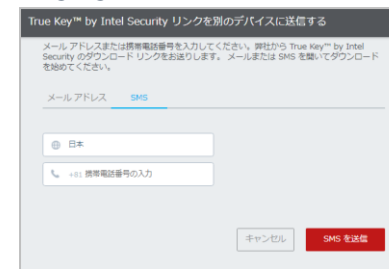 True Key™ by Intel Security リンクを別のデバイスに送信する
メール アドレスまたは携帯電話番号を入力してください。弊社から True Key™ by Intel
Security のダウンロード リンクをお送りします。 メールまたは SMS を開いてダウンロード
を始めてください。
メール アドレス SMS
日本
+81 携帯電話番号の入力
キャンセル SMS を送信